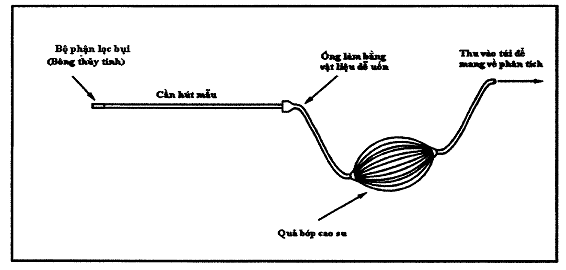 Bộ phận lọc bụi
(Bông thủy tinh)
Cần hút mẫu
Ống làm bằng
vật liệu dễ uốn
Thu vào túi để
mang về phân tích
Quả bóp cao su